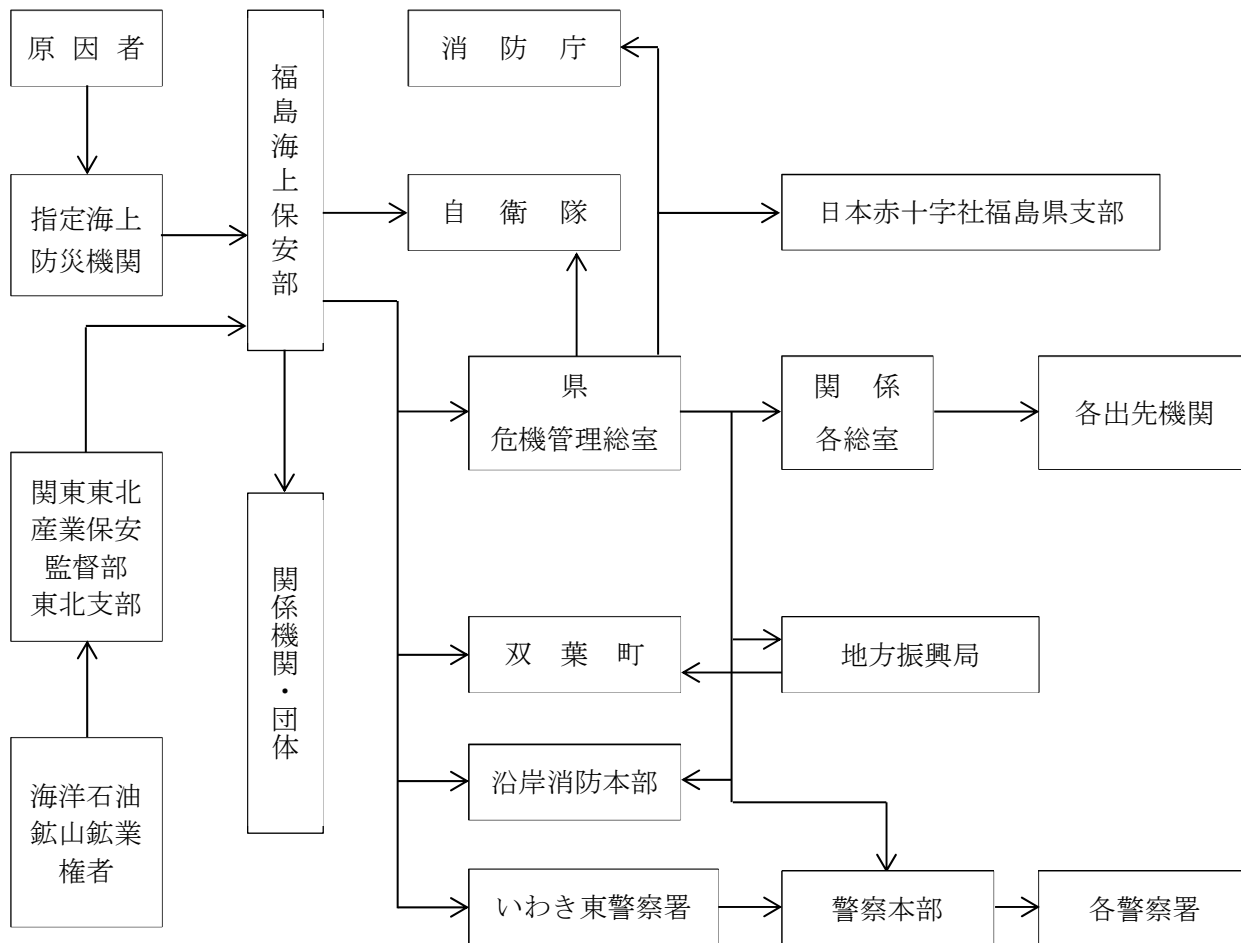 原因者
指定海上
防災機関
関東東北
産業保安
監督部
東北支部
海洋石油
鉱山鉱業
権者
福島海上保安部
関係機関・団体
消防庁
自衛隊
日本赤十字社福島県支部
県
危機管理総室
関係
各総室
各出先機関
双葉町
地方振興局
沿岸消防本部
いわき東警察署
警察本部
各警察署